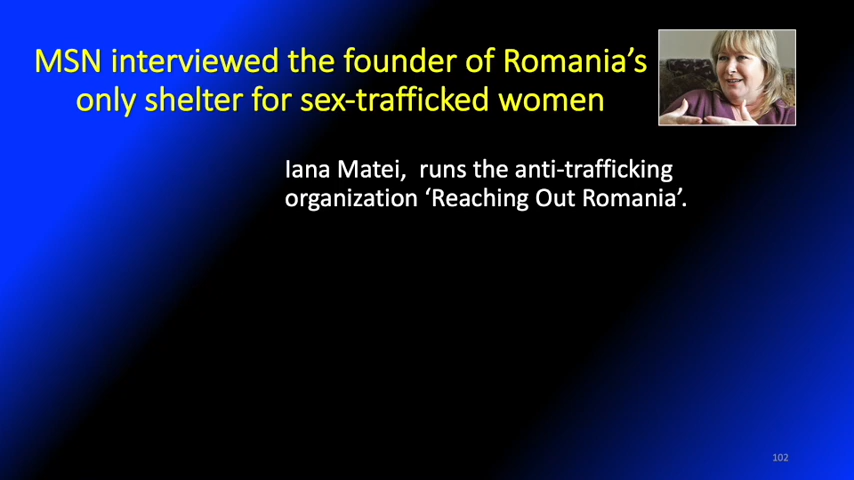 MSN interviewed the founder of Romania’s
only shelter for sex-trafficked women
Iana Matei,  runs the anti-trafficking
organization ‘Reaching Out Romania’.
102